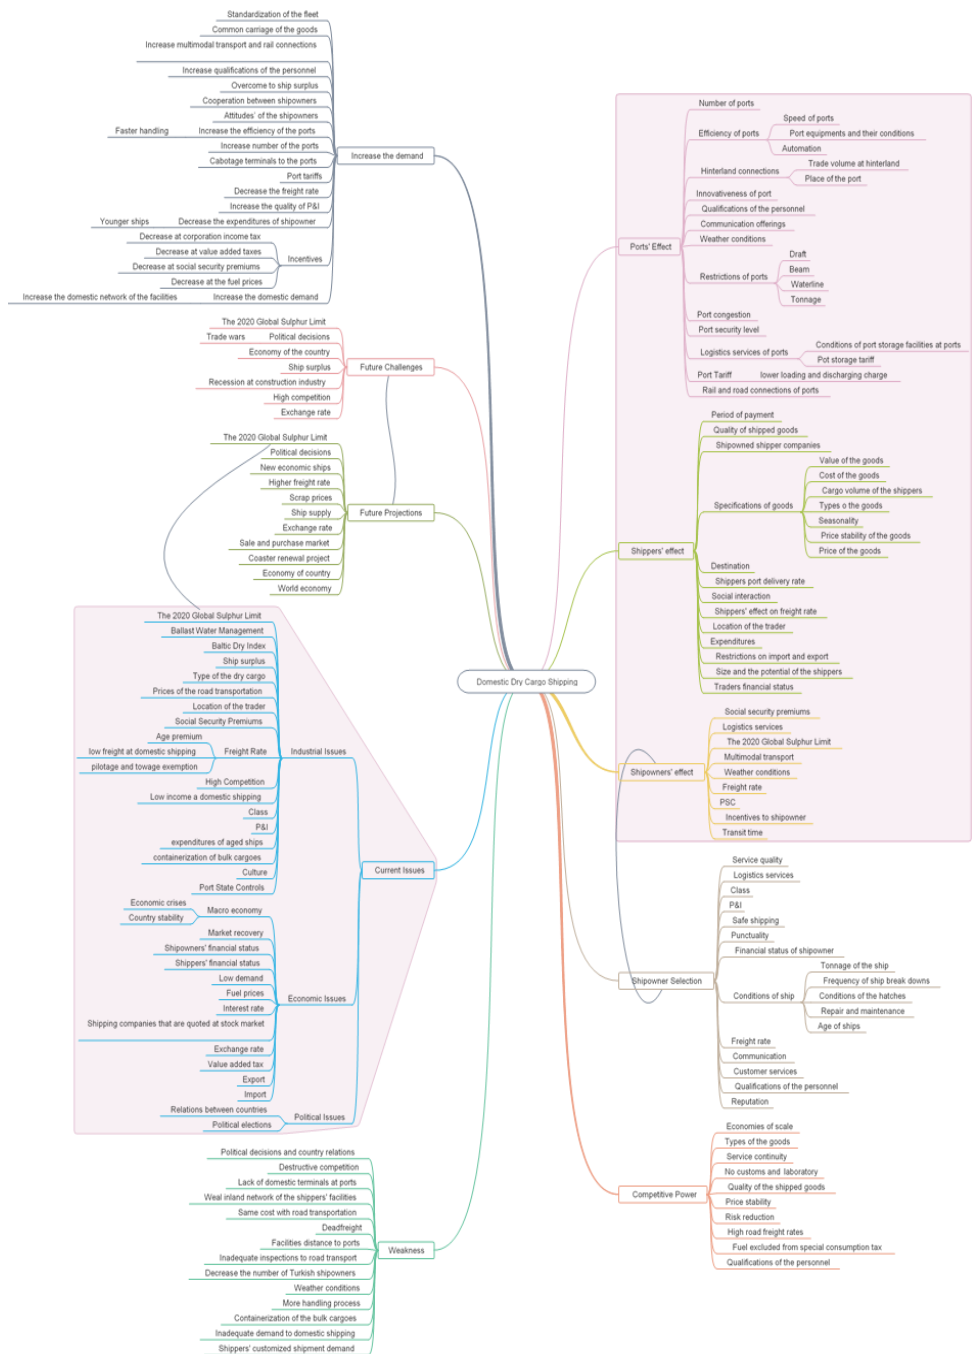 Standardization of the fleet
Common carriage of the goods
Increase multimodal transport and rail connections
Increase qualifications of the personnel
Overcome to ship surplus
Cooperation between shipowners
Attitudes' of the shipowners
Faster handling
Increase the efficiency of the ports
Increase number of the ports
Cabotage terminals to the ports
Port tariffs
Decrease the freight rate
Increase the quality of P&I
Younger ships
Decrease the expenditures of shipowner
Decrease at corporation income tax
Decrease at value added taxes
Decrease at social security premiums
Decrease at the fuel prices
Incentives
Increase the domestic network of the facilities
Increase the domestic demand
Increase the demand
The 2020 Global Sulphur Limit
Trade wars
Political decisions
Economy of the country
Ship surplus
Recession at construction industry
High competition
Exchange rate
Future Challenges
The 2020 Global Sulphur Limit
Political decisions
New economic ships
Higher freight rate
Scrap prices
Ship supply
Exchange rate
Sale and purchase market
Coaster renewal project
Economy of country
World economy
Future Projections
The 2020 Global Sulphur Limit
Ballast Water Management
Baltic Dry Index
Ship surplus
Type of the dry cargo
Prices of the road transportation
Location of the trader
Social Security Premiums
Age premium
low freight at domestic shipping
pilotage and towage exemption
Freight Rate
High Competition
Low income a domestic shipping
Class
P&I
expenditures of aged ships
containerization of bulk cargoes
Culture
Port State Controls
Industrial Issues
Economic crises
Country stability
Macro economy
Market recovery
Shipowners' financial status
Shippers' financial status
Low demand
Fuel prices
Interest rate
Shipping companies that are quoted at stock market
Exchange rate
Value added tax
Export
Import
Economic Issues
Relations between countries
Political elections
Political Issues
Current Issues
Political decisions and country relations
Destructive competition
Lack of domestic terminals at ports
Weal inland network of the shippers' facilities
Same cost with road transportation
Deadfreight
Facilities distance to ports
Inadequate inspections to road transport
Decrease the number of Turkish shipowners
Weather conditions
More handling process
Containerization of the bulk cargoes
Inadequate demand to domestic shipping
Shippers' customized shipment demand
Weakness
Domestic Dry Cargo Shipping
Ports' Effect
Number of ports
Efficiency of ports
Speed of ports
Port equipments and their conditions
Automation
Hinterland connections
Trade volume at hinterland
Place of the port
Innovativeness of port
Qualifications of the personnel
Communication offerings
Weather conditions
Restrictions of ports
Draft
Beam
Waterline
Tonnage
Port congestion
Port security level
Logistics services of ports
Conditions of port storage facilities at ports
Pot storage tariff
Port Tariff
lower loading and discharging charge
Rail and road connections of ports
Shippers' effect
Period of payment
Quality of shipped goods
Shipowned shipper companies
Specifications of goods
Value of the goods
Cost of the goods
Cargo volume of the shippers
Types o the goods
Seasonality
Price stability of the goods
Price of the goods
Destination
Shippers port delivery rate
Social interaction
Shippers' effect on freight rate
Location of the trader
Expenditures
Restrictions on import and export
Size and the potential of the shippers
Traders financial status
Shipowners' effect
Social security premiums
Logistics services
The 2020 Global Sulphur Limit
Multimodal transport
Weather conditions
Freight rate
PSC
Incentives to shipowner
Transit time
Shipowner Selection
Service quality
Logistics services
Class
P&I
Safe shipping
Punctuality
Financial status of shipowner
Conditions of ship
Tonnage of the ship
Frequency of ship break downs
Conditions of the hatches
Repair and maintenance
Age of ships
Freight rate
Communication
Customer services
Qualifications of the personnel
Reputation
Competitive Power
Economies of scale
Types of the goods
Service continuity
No customs and laboratory
Quality of the shipped goods
Price stability
Risk reduction
High road freight rates
Fuel excluded from special consumption tax
Qualifications of the personnel